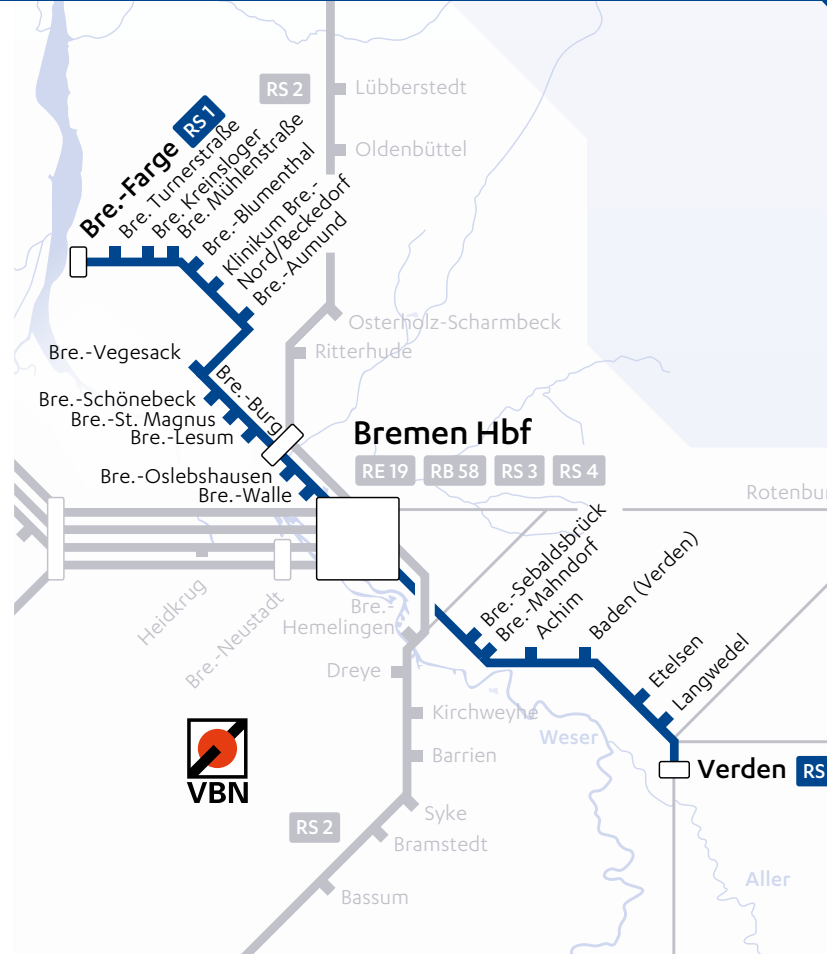 RS 2
Lübberstedt
Oldenbüttel
RS 1
Bre.-Farge
Bre. Turnerstraße
Bre. Kreinsloger
Bre. Mühlenstraße
Bre.-Blumenthal
Klinikum Bre.-
Nord/Beckedorf
Bre.-Aumund
Osterholz-Scharmbeck
Ritterhude
Bre.-Vegesack
Bre.-Schönebeck
Bre.-St. Magnus
Bre.-Lesum
Bre.-Burg
Bre.-Oslebshausen
Bre.-Walle
Bremen Hbf
RE 19
RB 58
RS 3
RS 4
Rotenbu
Heidkrug
Bre.-Neustadt
Bre.-
Hemelingen
Bre.-Sebaldsbrück
Bre.-Mahndorf
Achim
Baden (Verden)
Etelsen
Langwedel
Dreye
Kirchweyhe
Weser
Barrien
Verden
RS
VBN
Syke
RS 2
Bramstedt
Bassum
Aller